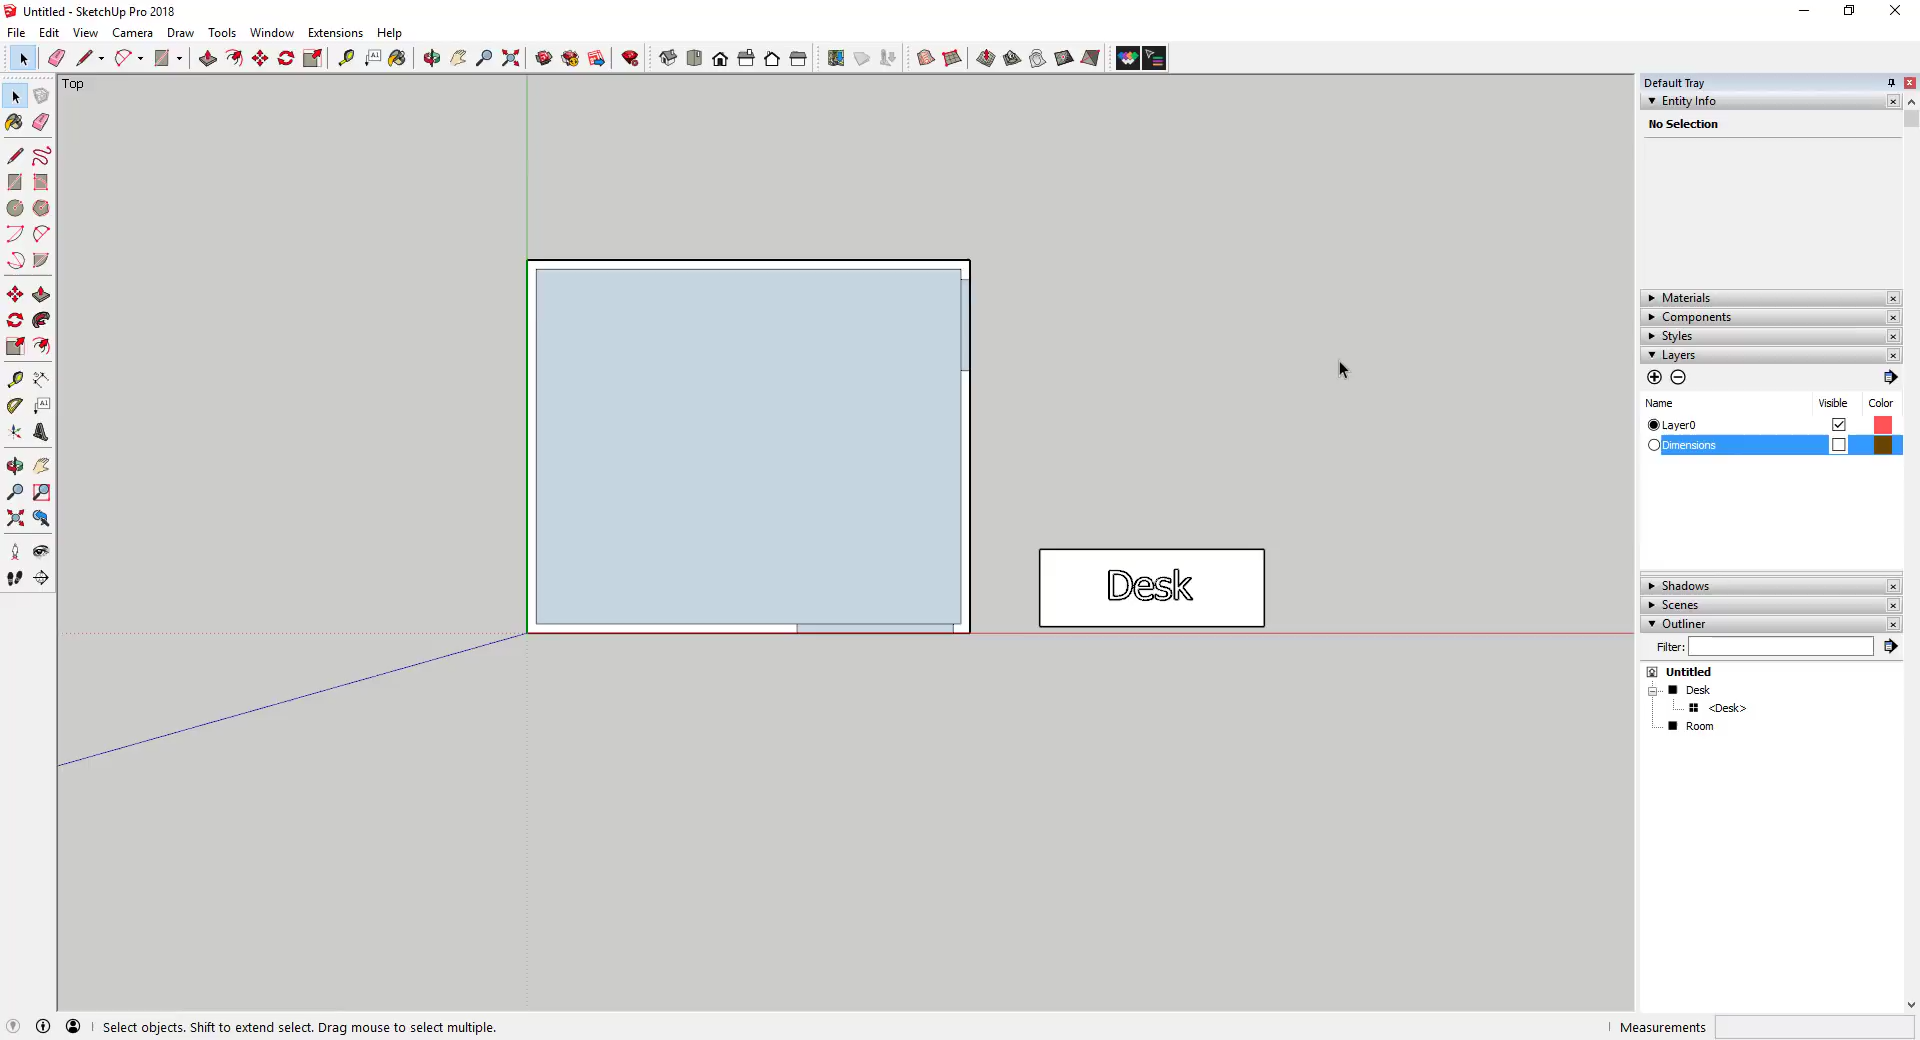 Untitled - SketchUp Pro 2018
File Edit View Camera Draw Tools Window Extensions Help
Top
Desk
Default Tray
Entity Info
No Selection
Materials
Components
Styles
Layers
Name Visible Color
Layer0
Dimensions
Shadows
Scenes
Outliner
Filter:
Untitled
Desk
<Desk>
Room
Select objects. Shift to extend select. Drag mouse to select multiple.
Measurements